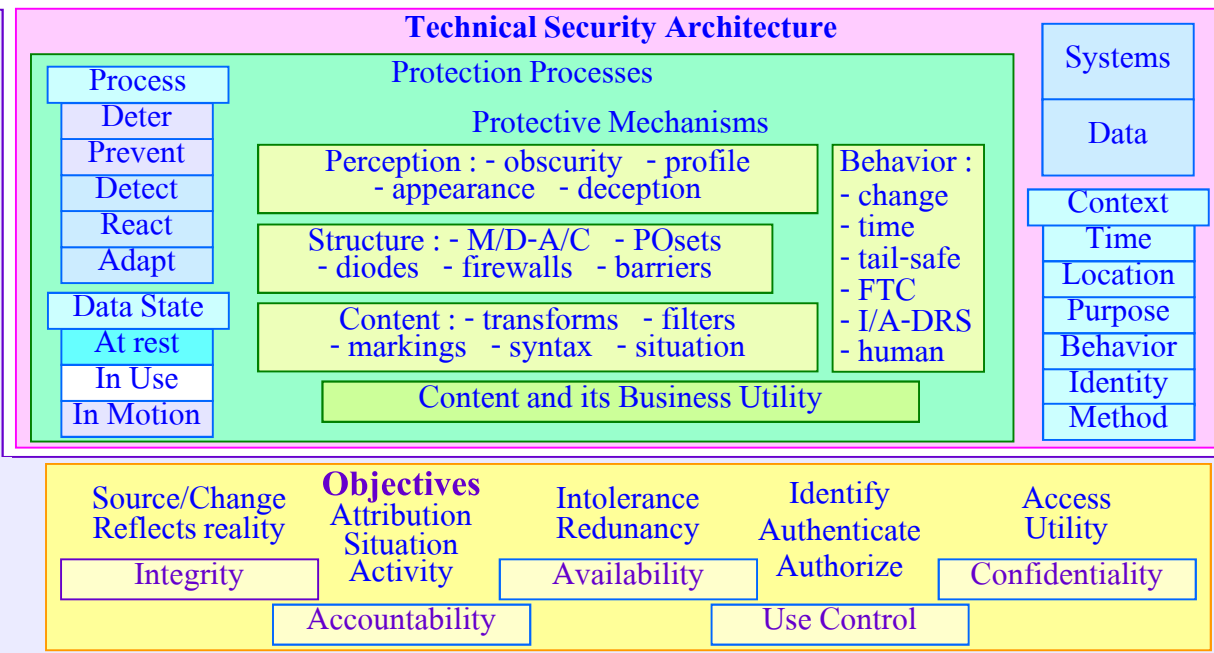 Technical Security Architecture
Protection Processes
Process
Deter
Prevent
Detect
React
Adapt
Data State
At rest
In Use
In Motion
Protective Mechanisms
Perception : - obscurity - profile
- appearance - deception
Structure : - M/D-A/C - POsets
- diodes - firewalls - barriers
Content : - transforms - filters
- markings - syntax - situation
Behavior :
- change
- time
- tail-safe
- FTC
- I/A-DRS
- human
Content and its Business Utility
Systems
Data
Context
Time
Location
Purpose
Behavior
Identity
Method
Objectives
Source/Change
Reflects reality
Integrity
Attribution
Situation
Activity
Accountability
Intolerance
Redunancy
Availability
Identify
Authenticate
Authorize
Use Control
Access
Utility
Confidentiality